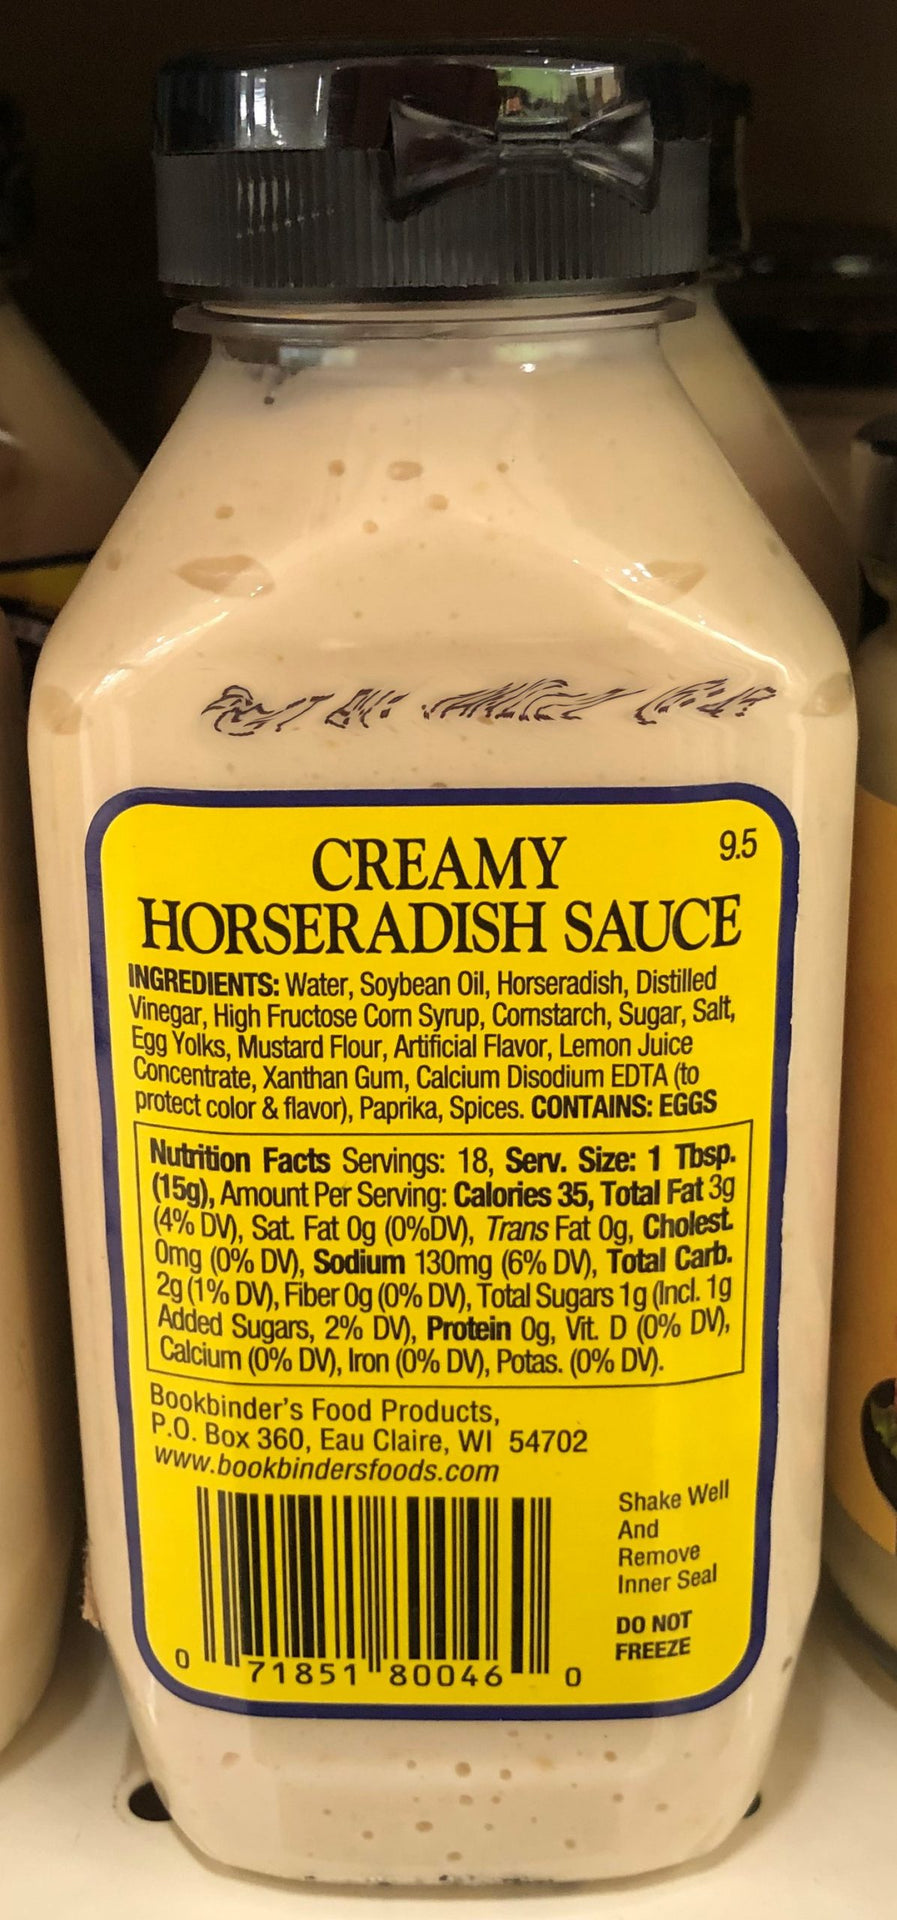 CREAMY
9.5
HORSERADISH SAUCE
INGREDIENTS: Water, Soybean Oil, Horseradish, Distilled
Vinegar, High Fructose Corn Syrup, Cornstarch, Sugar, Salt,
Egg Yolks, Mustard Flour, Artificial Flavor, Lemon Juice
Concentrate, Xanthan Gum, Calcium Disodium EDTA (to
protect color & flavor), Paprika, Spices. CONTAINS: EGGS
Nutrition Facts Servings: 18, Serv. Size: 1 Tbsp.
(15g), Amount Per Serving: Calories 35, Total Fat 3g
(4% DV), Sat. Fat 0g (0%DV), Trans Fat 0g, Cholest.
0mg (0% DV), Sodium 130mg (6% DV), Total Carb.
2g (1% DV), Fiber 0g (0% DV), Total Sugars 1g (Incl. 1g
Added Sugars, 2% DV), Protein 0g, Vit. D (0% DV),
Calcium (0% DV), Iron (0% DV), Potas. (0% DV).
Bookbinder's Food Products,
P.O. Box 360, Eau Claire, WI 54702
www.bookbindersfoods.com
Shake Well
And
Remove
Inner Seal
DO NOT
FREEZE
0 71851 80046 0